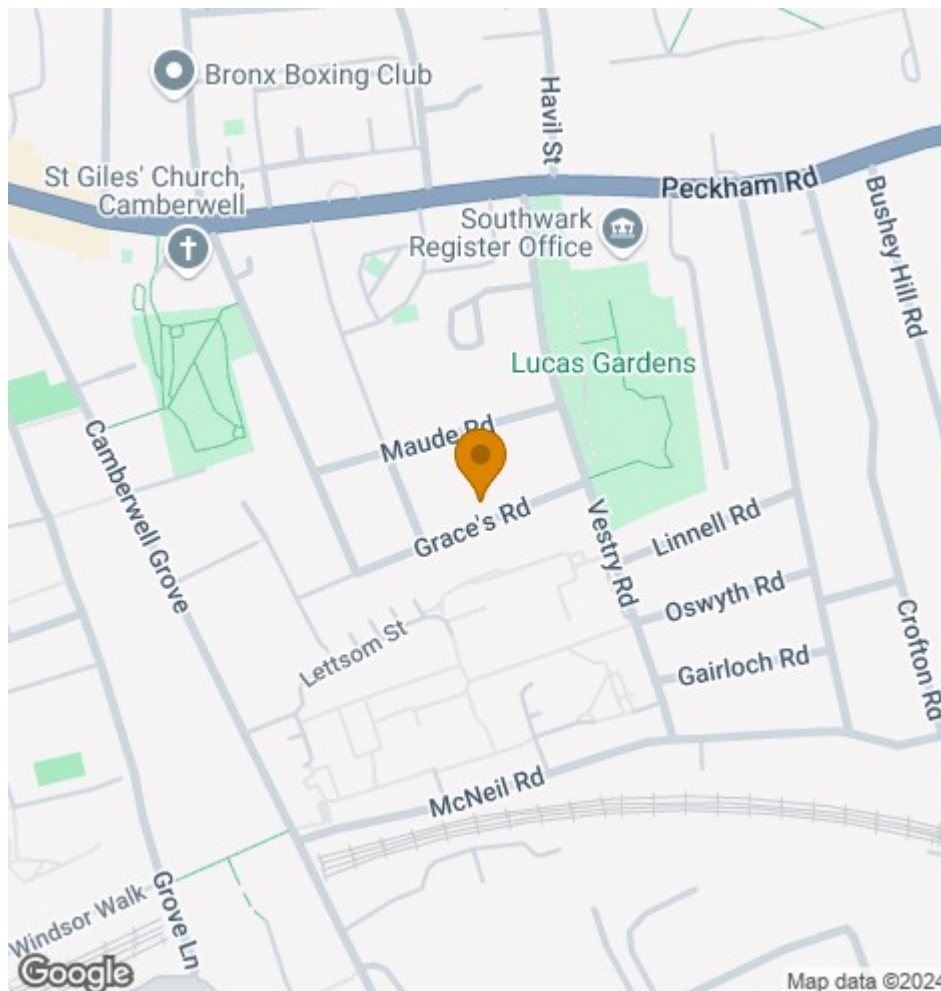 Bronx Boxing Club
Havil St
St Giles' Church,
Camberwell
Peckham Rd
Southwark
Register Office
Bushey Hill Rd
Lucas Gardens
Maude Rd
Camberwell Grove
Grace's Rd
Vestry Rd
Linnell Rd
Oswyth Rd
Lettsom St
Gairloch Rd
Crofton Rd
McNeil Rd
Windsor Walk
Grove Ln
Google
Map data ©2024